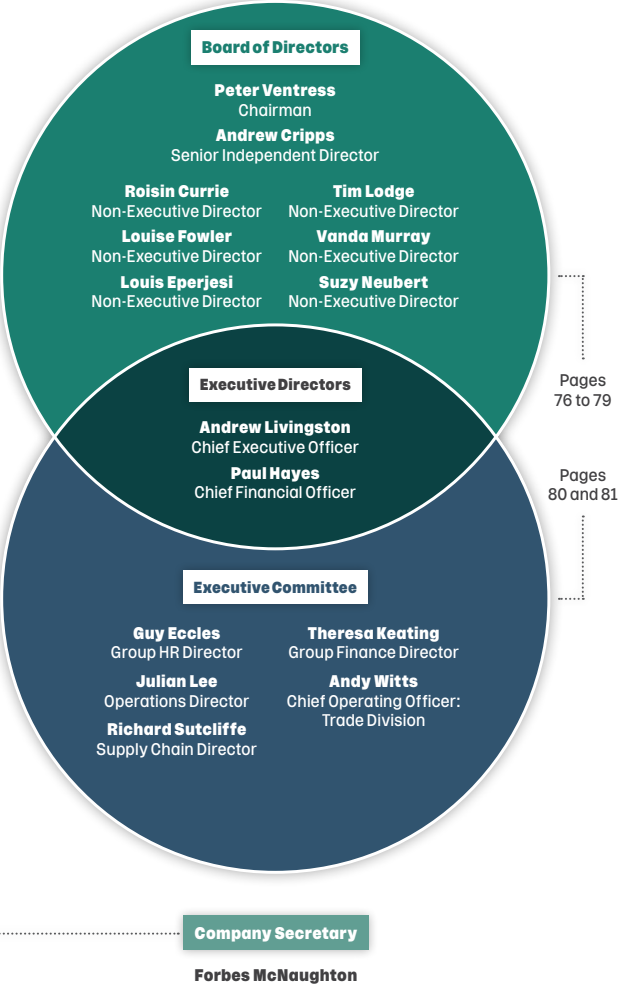 Board of Directors
Peter Ventress
Chairman
Andrew Cripps
Senior Independent Director
Roisin Currie
Non-Executive Director
Tim Lodge
Non-Executive Director
Louise Fowler
Non-Executive Director
Vanda Murray
Non-Executive Director
Louis Eperjesi
Non-Executive Director
Suzy Neubert
Non-Executive Director
Pages
76 to 79
Executive Directors
Andrew Livingston
Chief Executive Officer
Paul Hayes
Chief Financial Officer
Pages
80 and 81
Executive Committee
Guy Eccles
Group HR Director
Theresa Keating
Group Finance Director
Julian Lee
Operations Director
Andy Witts
Chief Operating Officer:
Trade Division
Richard Sutcliffe
Supply Chain Director
Company Secretary
Forbes McNaughton